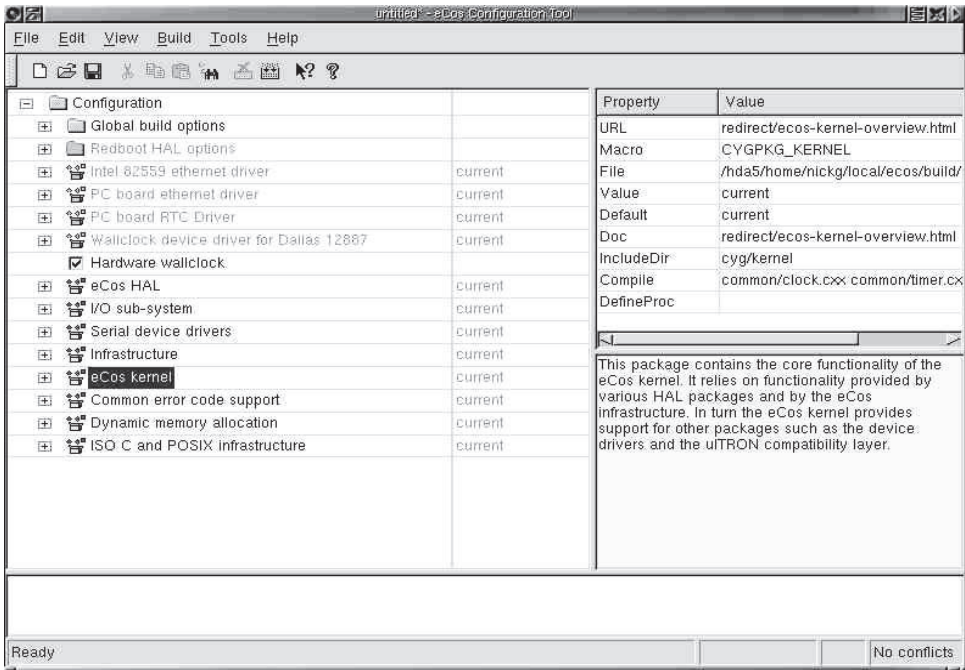 untitled* - eCos Configuration Tool
File Edit View Build Tools Help
Configuration
Global build options
Redboot HAL options
Intel 82559 ethernet driver current
PC board ethernet driver current
PC board RTC Driver current
Wallclock device driver for Dallas 12887 current
Hardware wallclock
eCos HAL current
I/O sub-system current
Serial device drivers current
Infrastructure current
eCos kernel current
Common error code support current
Dynamic memory allocation current
ISO C and POSIX infrastructure current
Property Value
URL redirect/ecos-kernel-overview.html
Macro CYGPKG_KERNEL
File /hda5/home/nickg/local/ecos/build/
Value current
Default current
Doc redirect/ecos-kernel-overview.html
IncludeDir cyg/kernel
Compile common/clock.cxx common/timer.cx
DefineProc
This package contains the core functionality of the
eCos kernel. It relies on functionality provided by
various HAL packages and by the eCos
infrastructure. In turn the eCos kernel provides
support for other packages such as the device
drivers and the uITRON compatibility layer.
Ready No conflicts